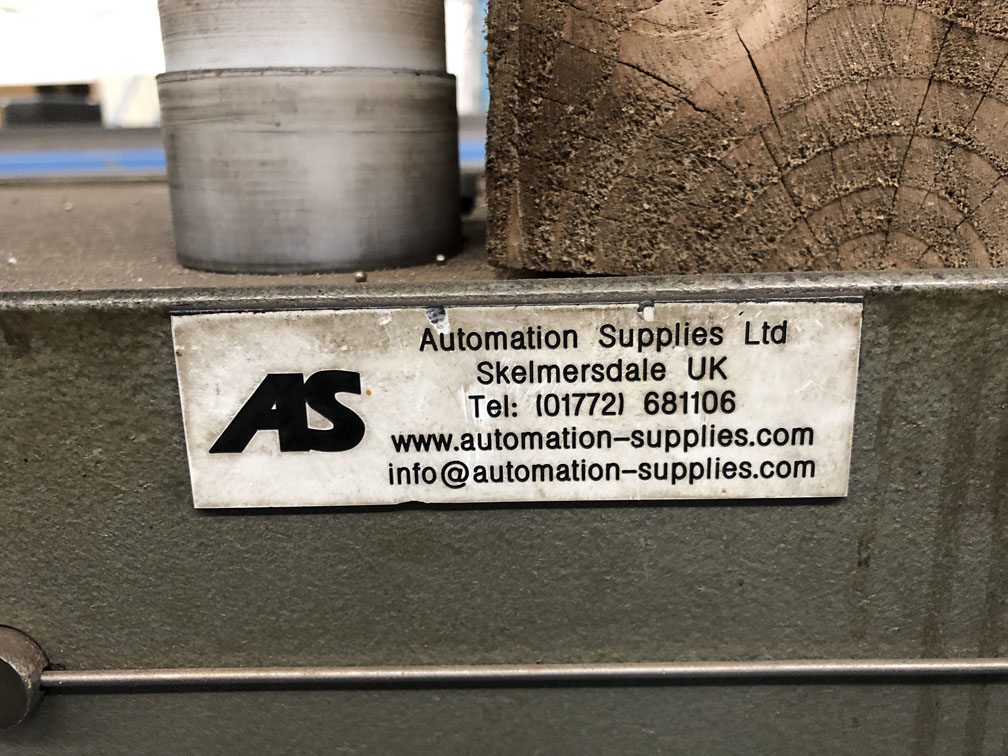 AS
Automation Supplies Ltd
Skelmersdale UK
Tel: (01772) 681106
www.automation-supplies.com
info@automation-supplies.com